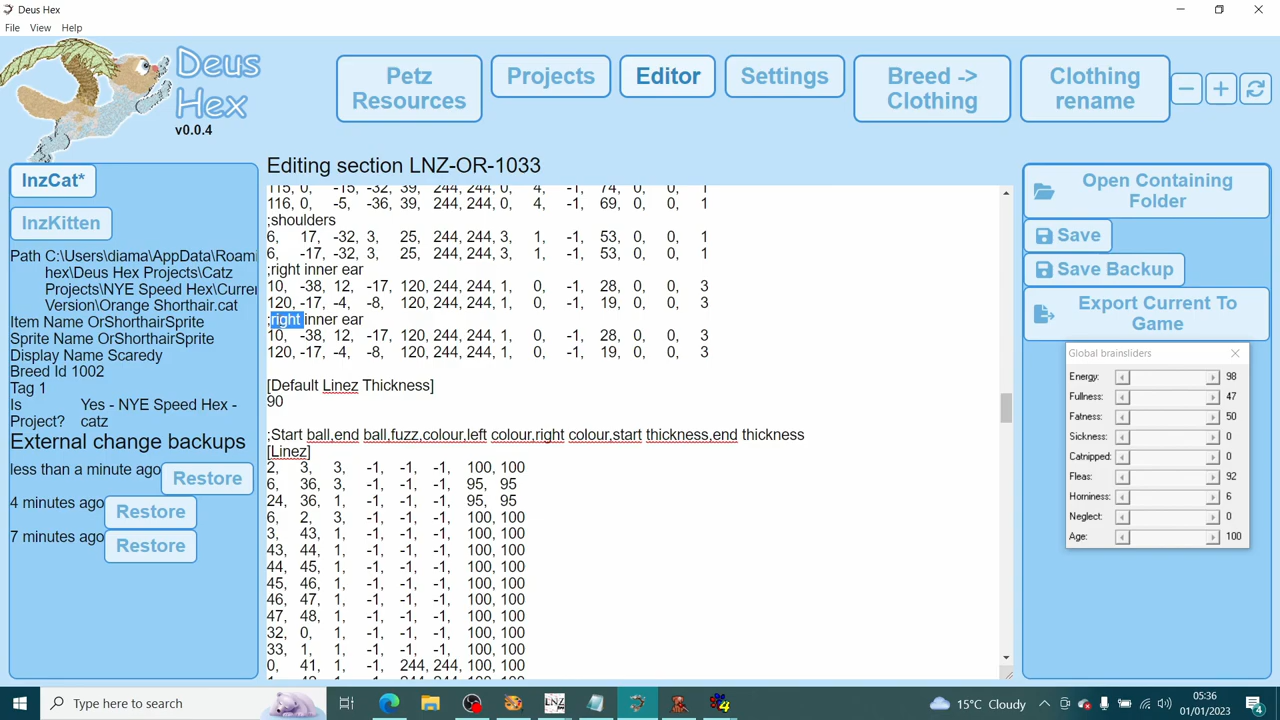 Deus Hex
File View Help
Deus Hex
v0.0.4
Petz Resources
Projects
Editor
Settings
Breed -> Clothing
Clothing rename
lnzCat*
lnzKitten
Path C:\Users\diama\AppData\Roami
hex\Deus Hex Projects\Catz
Projects\NYE Speed Hex\Curren
Version\Orange Shorthair.cat
Item Name OrShorthairSprite
Sprite Name OrShorthairSprite
Display Name Scaredy
Breed Id 1002
Tag 1
Is Yes - NYE Speed Hex -
Project? catz
External change backups
less than a minute ago Restore
4 minutes ago Restore
7 minutes ago Restore
Editing section LNZ-OR-1033
115, 0, -15, -32, 39, 244, 244, 0, 4, -1, 74, 0, 0, 1
116, 0, -5, -36, 39, 244, 244, 0, 4, -1, 69, 0, 0, 1
;shoulders
6, 17, -32, 3, 25, 244, 244, 3, 1, -1, 53, 0, 0, 1
6, -17, -32, 3, 25, 244, 244, 3, 1, -1, 53, 0, 0, 1
;right inner ear
10, -38, 12, -17, 120, 244, 244, 1, 0, -1, 28, 0, 0, 3
120, -17, -4, -8, 120, 244, 244, 1, 0, -1, 19, 0, 0, 3
;right inner ear
10, -38, 12, -17, 120, 244, 244, 1, 0, -1, 28, 0, 0, 3
120, -17, -4, -8, 120, 244, 244, 1, 0, -1, 19, 0, 0, 3
[Default Linez Thickness]
90
;Start ball,end ball,fuzz,colour,left colour,right colour,start thickness,end thickness
[Linez]
2, 3, 3, -1, -1, -1, 100, 100
6, 36, 3, -1, -1, -1, 95, 95
24, 36, 1, -1, -1, -1, 95, 95
6, 2, 3, -1, -1, -1, 100, 100
3, 43, 1, -1, -1, -1, 100, 100
43, 44, 1, -1, -1, -1, 100, 100
44, 45, 1, -1, -1, -1, 100, 100
45, 46, 1, -1, -1, -1, 100, 100
46, 47, 1, -1, -1, -1, 100, 100
47, 48, 1, -1, -1, -1, 100, 100
32, 0, 1, -1, -1, -1, 100, 100
33, 1, 1, -1, -1, -1, 100, 100
0, 41, 1, -1, 244, 244, 100, 100
Open Containing Folder
Save
Save Backup
Export Current To Game
Global brainsliders
Energy: 98
Fullness: 47
Fatness: 50
Sickness: 0
Catnipped: 0
Fleas: 92
Horniness: 6
Neglect: 0
Age: 100
Type here to search
LNZ
15°C Cloudy
05:36
01/01/2023
4